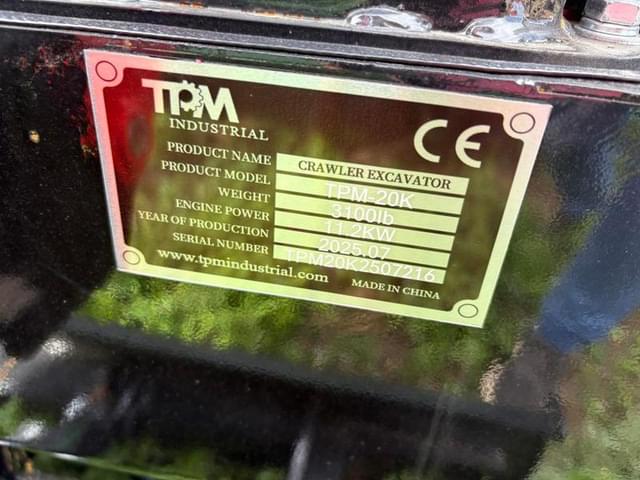 TPM
INDUSTRIAL
CE
PRODUCT NAME CRAWLER EXCAVATOR
PRODUCT MODEL TPM-20K
WEIGHT 3100lb
ENGINE POWER 11.2KW
YEAR OF PRODUCTION 2025.07
SERIAL NUMBER TPM20K2507216
www.tpmindustrial.com MADE IN CHINA